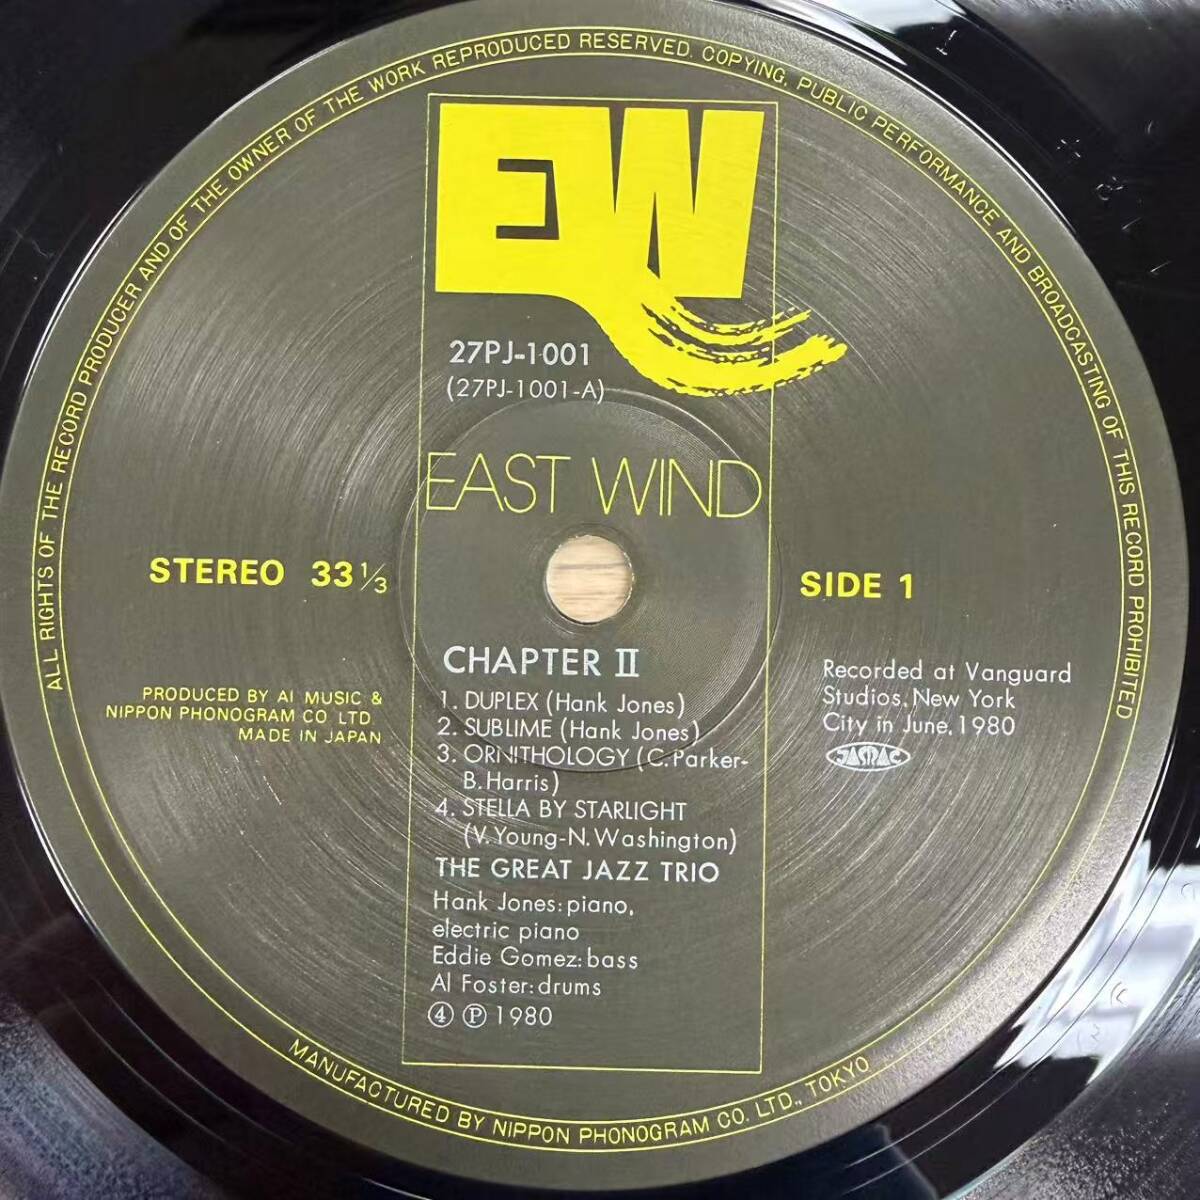 ALL RIGHTS OF THE RECORD PRODUCER AND OF THE OWNER OF THE WORK REPRODUCED RESERVED. COPYING, PUBLIC PERFORMANCE AND BROADCASTING OF THIS RECORD PROHIBITED
EW
27PJ-1001
(27PJ-1001-A)
EAST WIND
STEREO 33 1/3
SIDE 1
PRODUCED BY AI MUSIC &
NIPPON PHONOGRAM CO LTD.
MADE IN JAPAN
CHAPTER II
1. DUPLEX (Hank Jones)
2. SUBLIME (Hank Jones)
3. ORNITHOLOGY (C.Parker-
B.Harris)
4. STELLA BY STARLIGHT
(V.Young-N.Washington)
THE GREAT JAZZ TRIO
Hank Jones:piano,
electric piano
Eddie Gomez:bass
Al Foster:drums
④ Ⓟ 1980
Recorded at Vanguard
Studios, New York
City in June, 1980
JASRAC
MANUFACTURED BY NIPPON PHONOGRAM CO. LTD., TOKYO